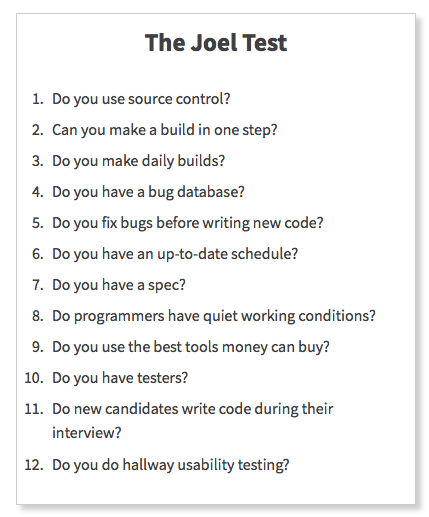 The Joel Test
1. Do you use source control?
2. Can you make a build in one step?
3. Do you make daily builds?
4. Do you have a bug database?
5. Do you fix bugs before writing new code?
6. Do you have an up-to-date schedule?
7. Do you have a spec?
8. Do programmers have quiet working conditions?
9. Do you use the best tools money can buy?
10. Do you have testers?
11. Do new candidates write code during their
interview?
12. Do you do hallway usability testing?